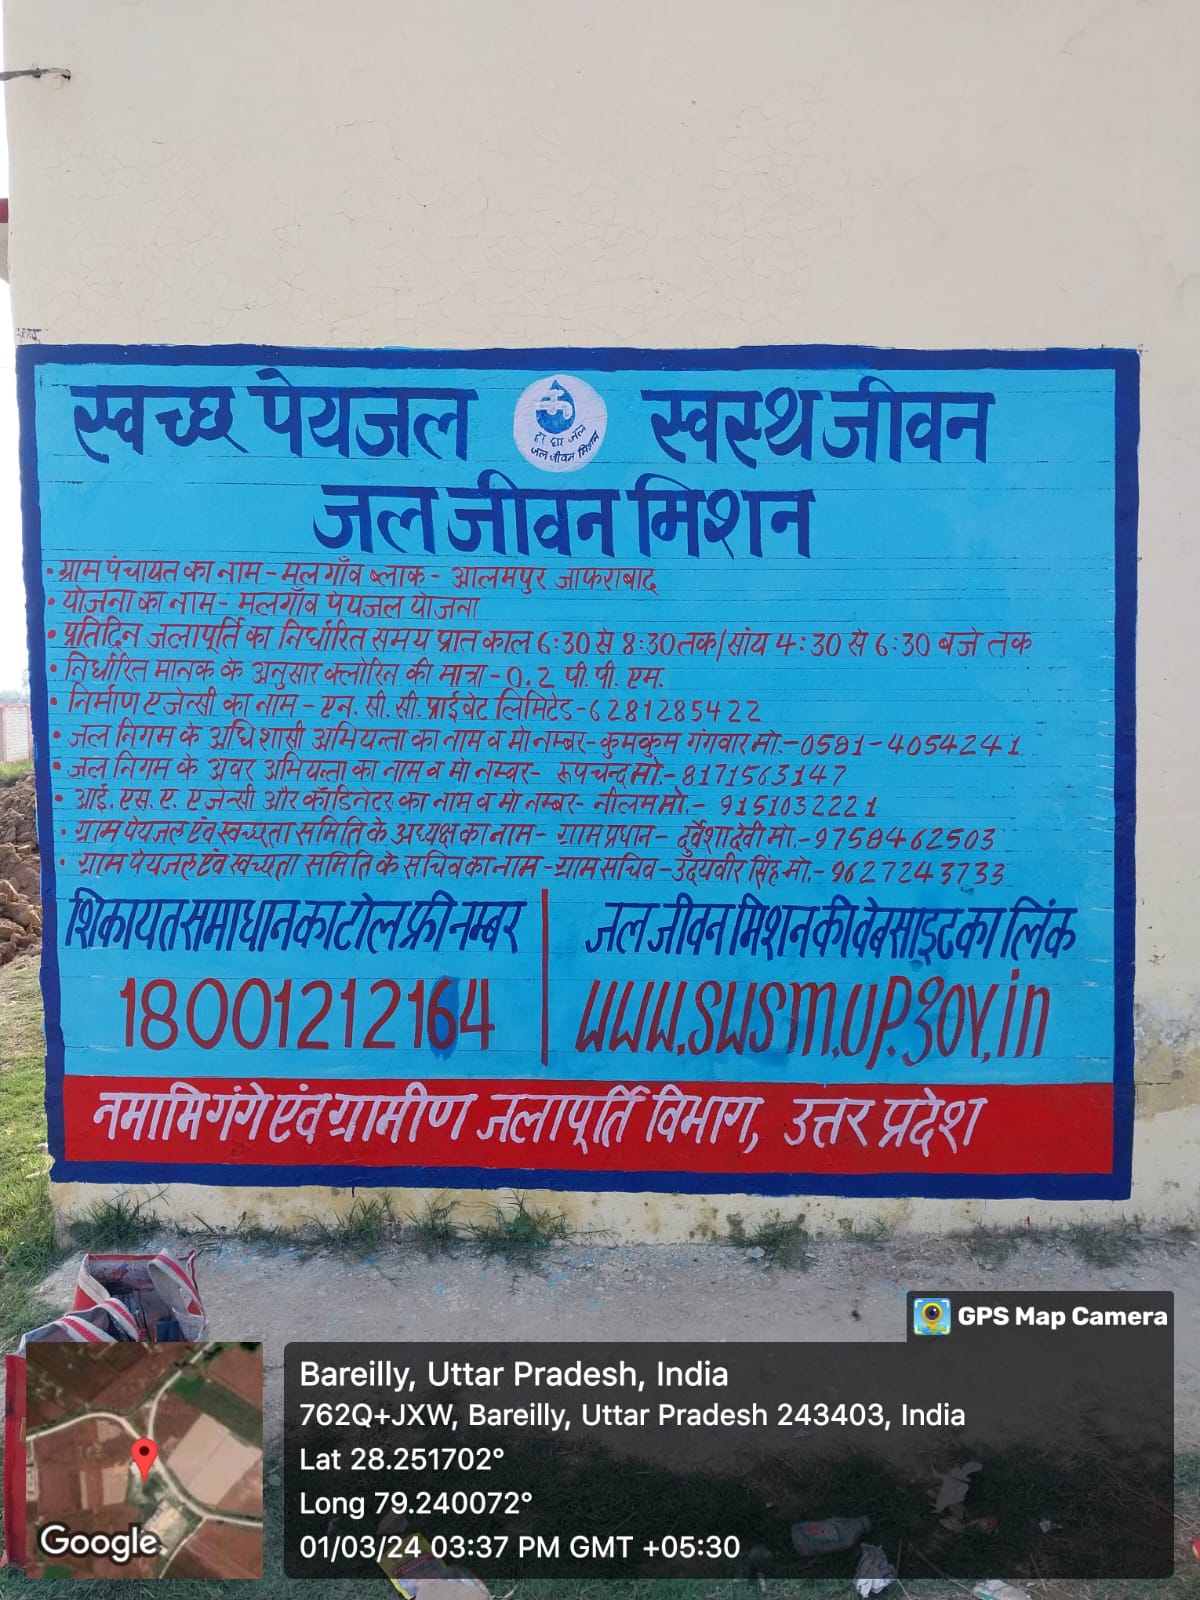 स्वच्छ पेयजल स्वस्थ जीवन
हर घर जल
जल जीवन मिशन
जल जीवन मिशन
• ग्राम पंचायत का नाम - मलगाँव ब्लाक - आलमपुर जाफराबाद
• योजना का नाम - मलगाँव पेयजल योजना
• प्रतिदिन जलापूर्ति का निर्धारित समय प्रात काल 6:30 से 8:30 तक/सांय 4:30 से 6:30 बजे तक
• निर्धारित मानक के अनुसार क्लोरिन की मात्रा - 0.2 पी. पी. एम.
• निर्माण एजेन्सी का नाम - एन. सी. सी. प्राईवेट लिमिटेड - 6281285422
• जल निगम के अधिशासी अभियन्ता का नाम व मो नम्बर - कुमकुम गंगवार मो. - 0581-4054241
• जल निगम के अवर अभियन्ता का नाम व मो नम्बर - रूपचन्द मो. - 8171563147
• आई. एस. ए. एजेन्सी और कॉडिनेटर का नाम व मो नम्बर - नीलम मो. - 9151032221
• ग्राम पेयजल एंव स्वच्छता समिति के अध्यक्ष का नाम - ग्राम प्रधान - दुर्वेशा देवी मो. - 9758462503
• ग्राम पेयजल एंव स्वच्छता समिति के सचिव का नाम - ग्राम सचिव - उदयवीर सिंह मो. - 9627243733
शिकायत समाधान का टोल फ्री नम्बर
18001212164
जल जीवन मिशन की वेबसाइट का लिंक
www.swsm.up.gov.in
नमामि गंगे एंव ग्रामीण जलापूर्ति विभाग, उत्तर प्रदेश
GPS Map Camera
Bareilly, Uttar Pradesh, India
762Q+JXW, Bareilly, Uttar Pradesh 243403, India
Lat 28.251702°
Long 79.240072°
01/03/24 03:37 PM GMT +05:30
Google